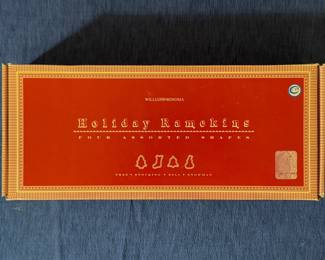 WILLIAMS-SONOMA
Holiday Ramekins
FOUR ASSORTED SHAPES
TREE • STOCKING • BELL • SNOWMAN